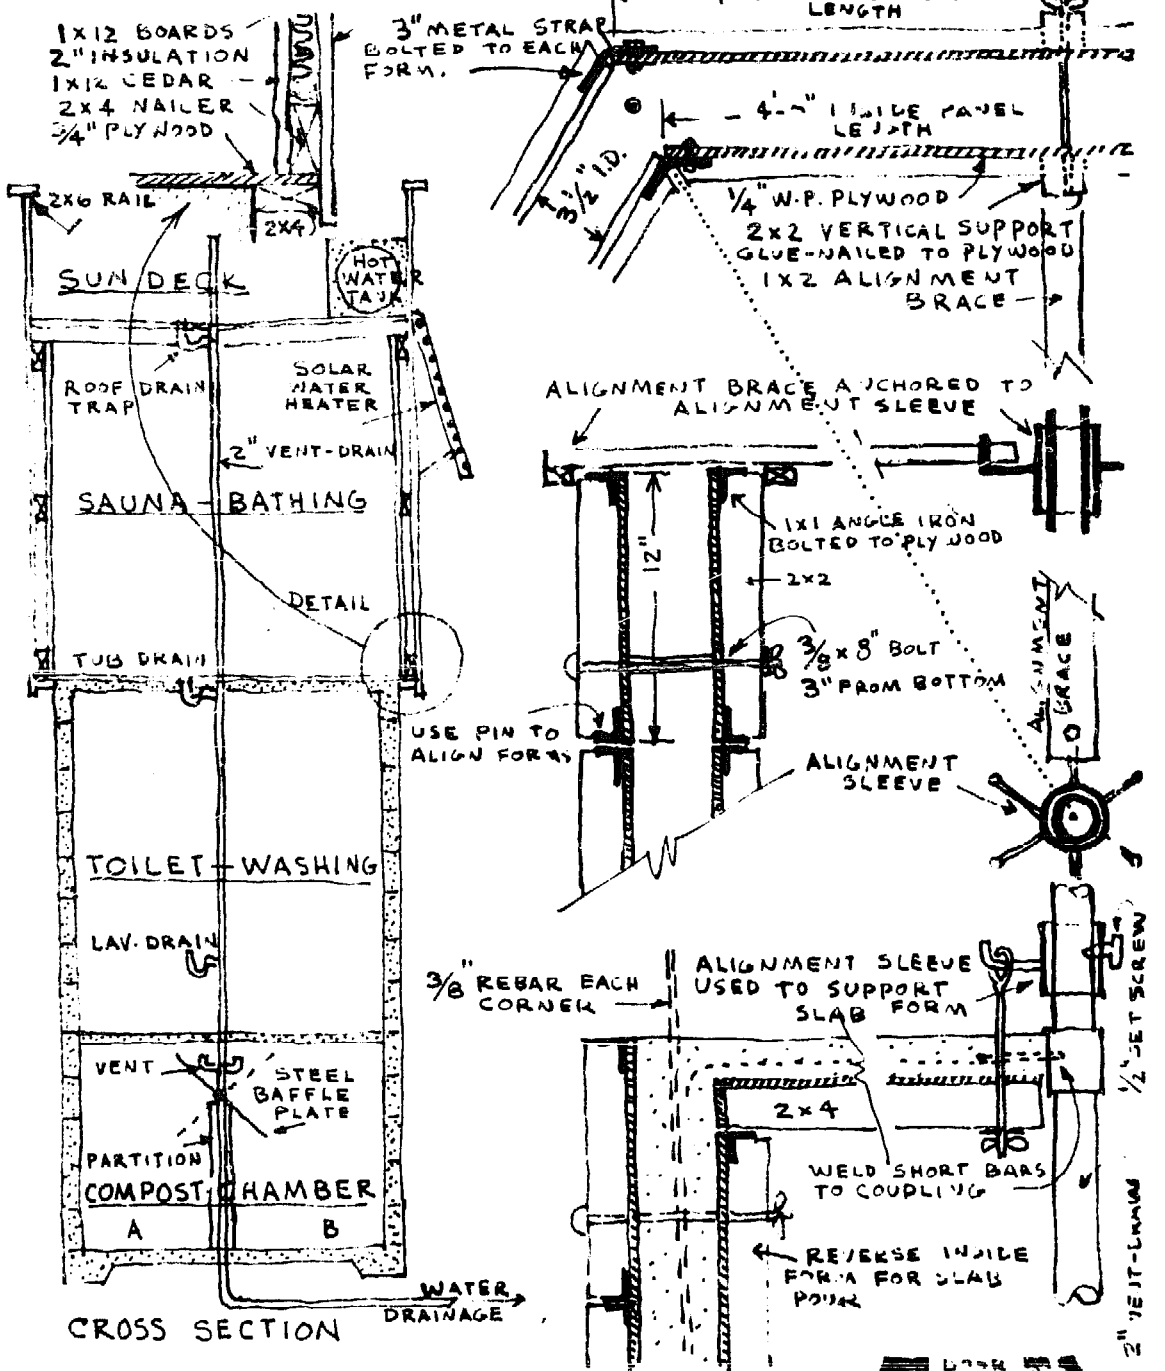 1X12 BOARDS
2" INSULATION
1X12 CEDAR
2X4 NAILER
3/4" PLYWOOD
2X6 RAIL
2X4
SUN DECK
HOT
WATER
TANK
ROOF DRAIN
TRAP
SOLAR
WATER
HEATER
2" VENT-DRAIN
SAUNA - BATHING
DETAIL
TUB DRAIN
TOILET - WASHING
LAV. DRAIN
VENT
STEEL
BAFFLE
PLATE
PARTITION
COMPOST CHAMBER
A B
WATER
DRAINAGE
CROSS SECTION
LENGTH
3" METAL STRAP
BOLTED TO EACH
FORM.
INSIDE PANEL
LENGTH
3 1/2" I.D.
1/4" W.P. PLYWOOD
2X2 VERTICAL SUPPORT
GLUE-NAILED TO PLYWOOD
1X2 ALIGNMENT
BRACE
ALIGNMENT BRACE ANCHORED TO
ALIGNMENT SLEEVE
12"
1X1 ANGLE IRON
BOLTED TO PLYWOOD
2X2
3/8 X 8" BOLT
3" FROM BOTTOM
USE PIN TO
ALIGN FORMS
ALIGNMENT
BRACE
ALIGNMENT
SLEEVE
3/8" REBAR EACH
CORNER
ALIGNMENT SLEEVE
USED TO SUPPORT
SLAB FORM
1/2" SET SCREW
2X4
WELD SHORT BARS
TO COUPLING
REVERSE INSIDE
FORM FOR SLAB
POUR
2" VENT-DRAIN